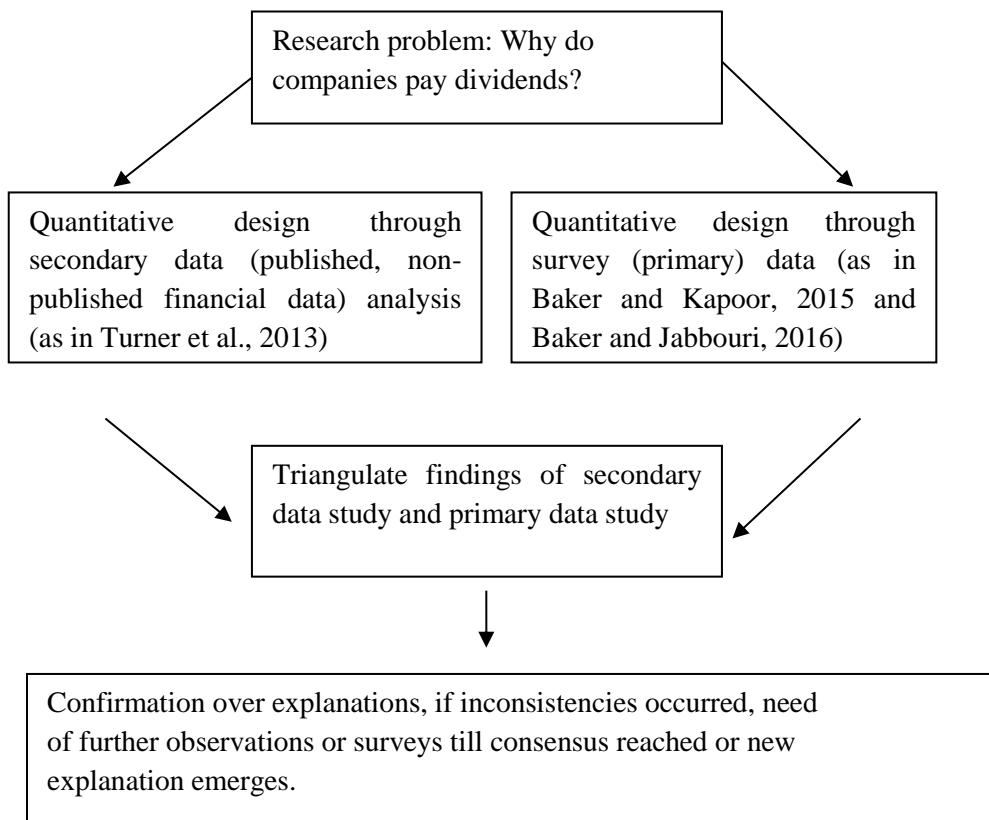 Research problem: Why do
companies pay dividends?
Quantitative design through
secondary data (published, non-
published financial data) analysis
(as in Turner et al., 2013)
Quantitative design through
survey (primary) data (as in
Baker and Kapoor, 2015 and
Baker and Jabbouri, 2016)
Triangulate findings of secondary
data study and primary data study
Confirmation over explanations, if inconsistencies occurred, need
of further observations or surveys till consensus reached or new
explanation emerges.